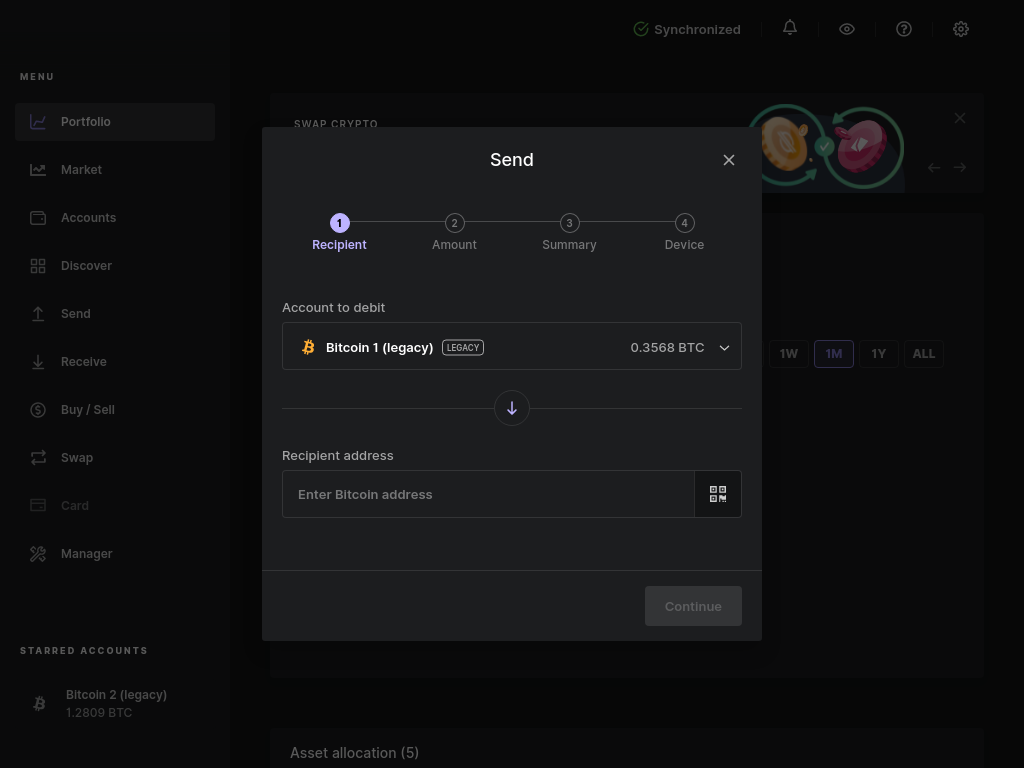 Synchronized
MENU
Portfolio
Market
Accounts
Discover
Send
Receive
Buy / Sell
Swap
Card
Manager
STARRED ACCOUNTS
Bitcoin 2 (legacy)
1.2809 BTC
SWAP CRYPTO
Send
1 2 3 4
Recipient Amount Summary Device
Account to debit
Bitcoin 1 (legacy) LEGACY 0.3568 BTC
Recipient address
Enter Bitcoin address
Continue
1W 1M 1Y ALL
Asset allocation (5)